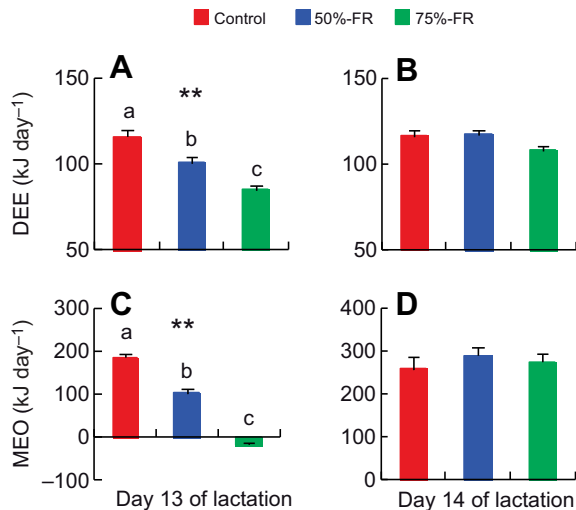 Control 50%-FR 75%-FR
A B
150 150
a ** b c
100 100
50 50
DEE (kJ day–1)
C D
300 400
200 300
100 200
0 100
–100 0
a ** b c
MEO (kJ day–1)
Day 13 of lactation Day 14 of lactation